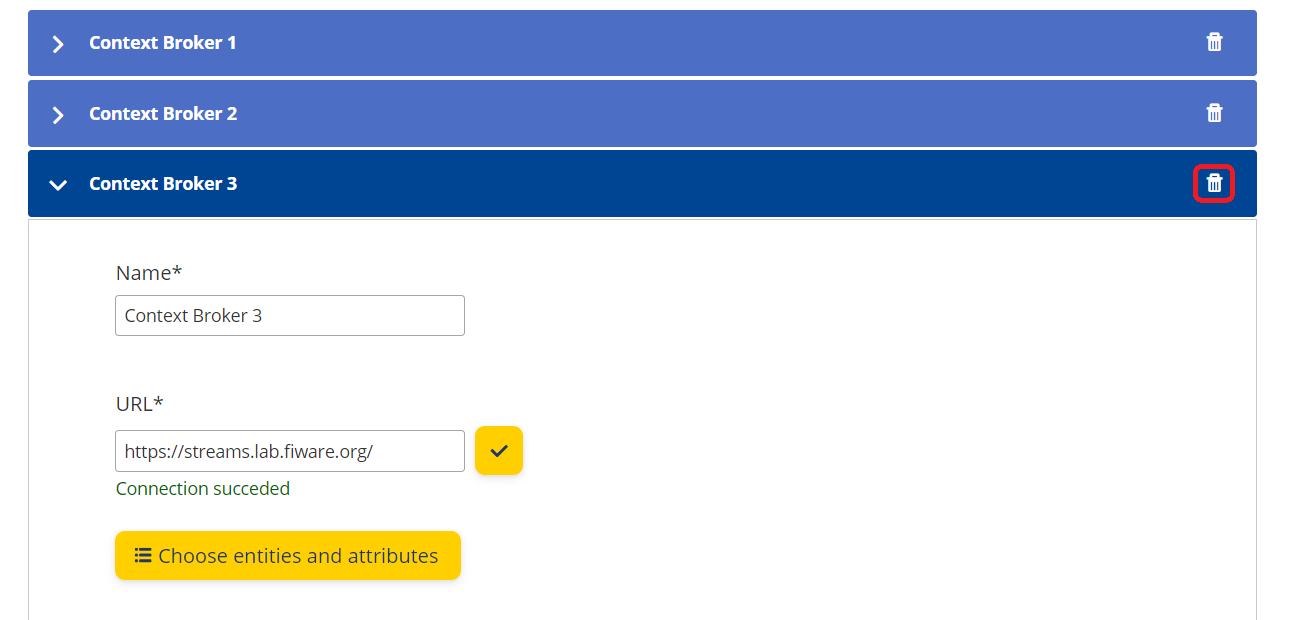 Context Broker 1
Context Broker 2
Context Broker 3
Name*
Context Broker 3
URL*
https://streams.lab.fiware.org/
Connection succeded
Choose entities and attributes